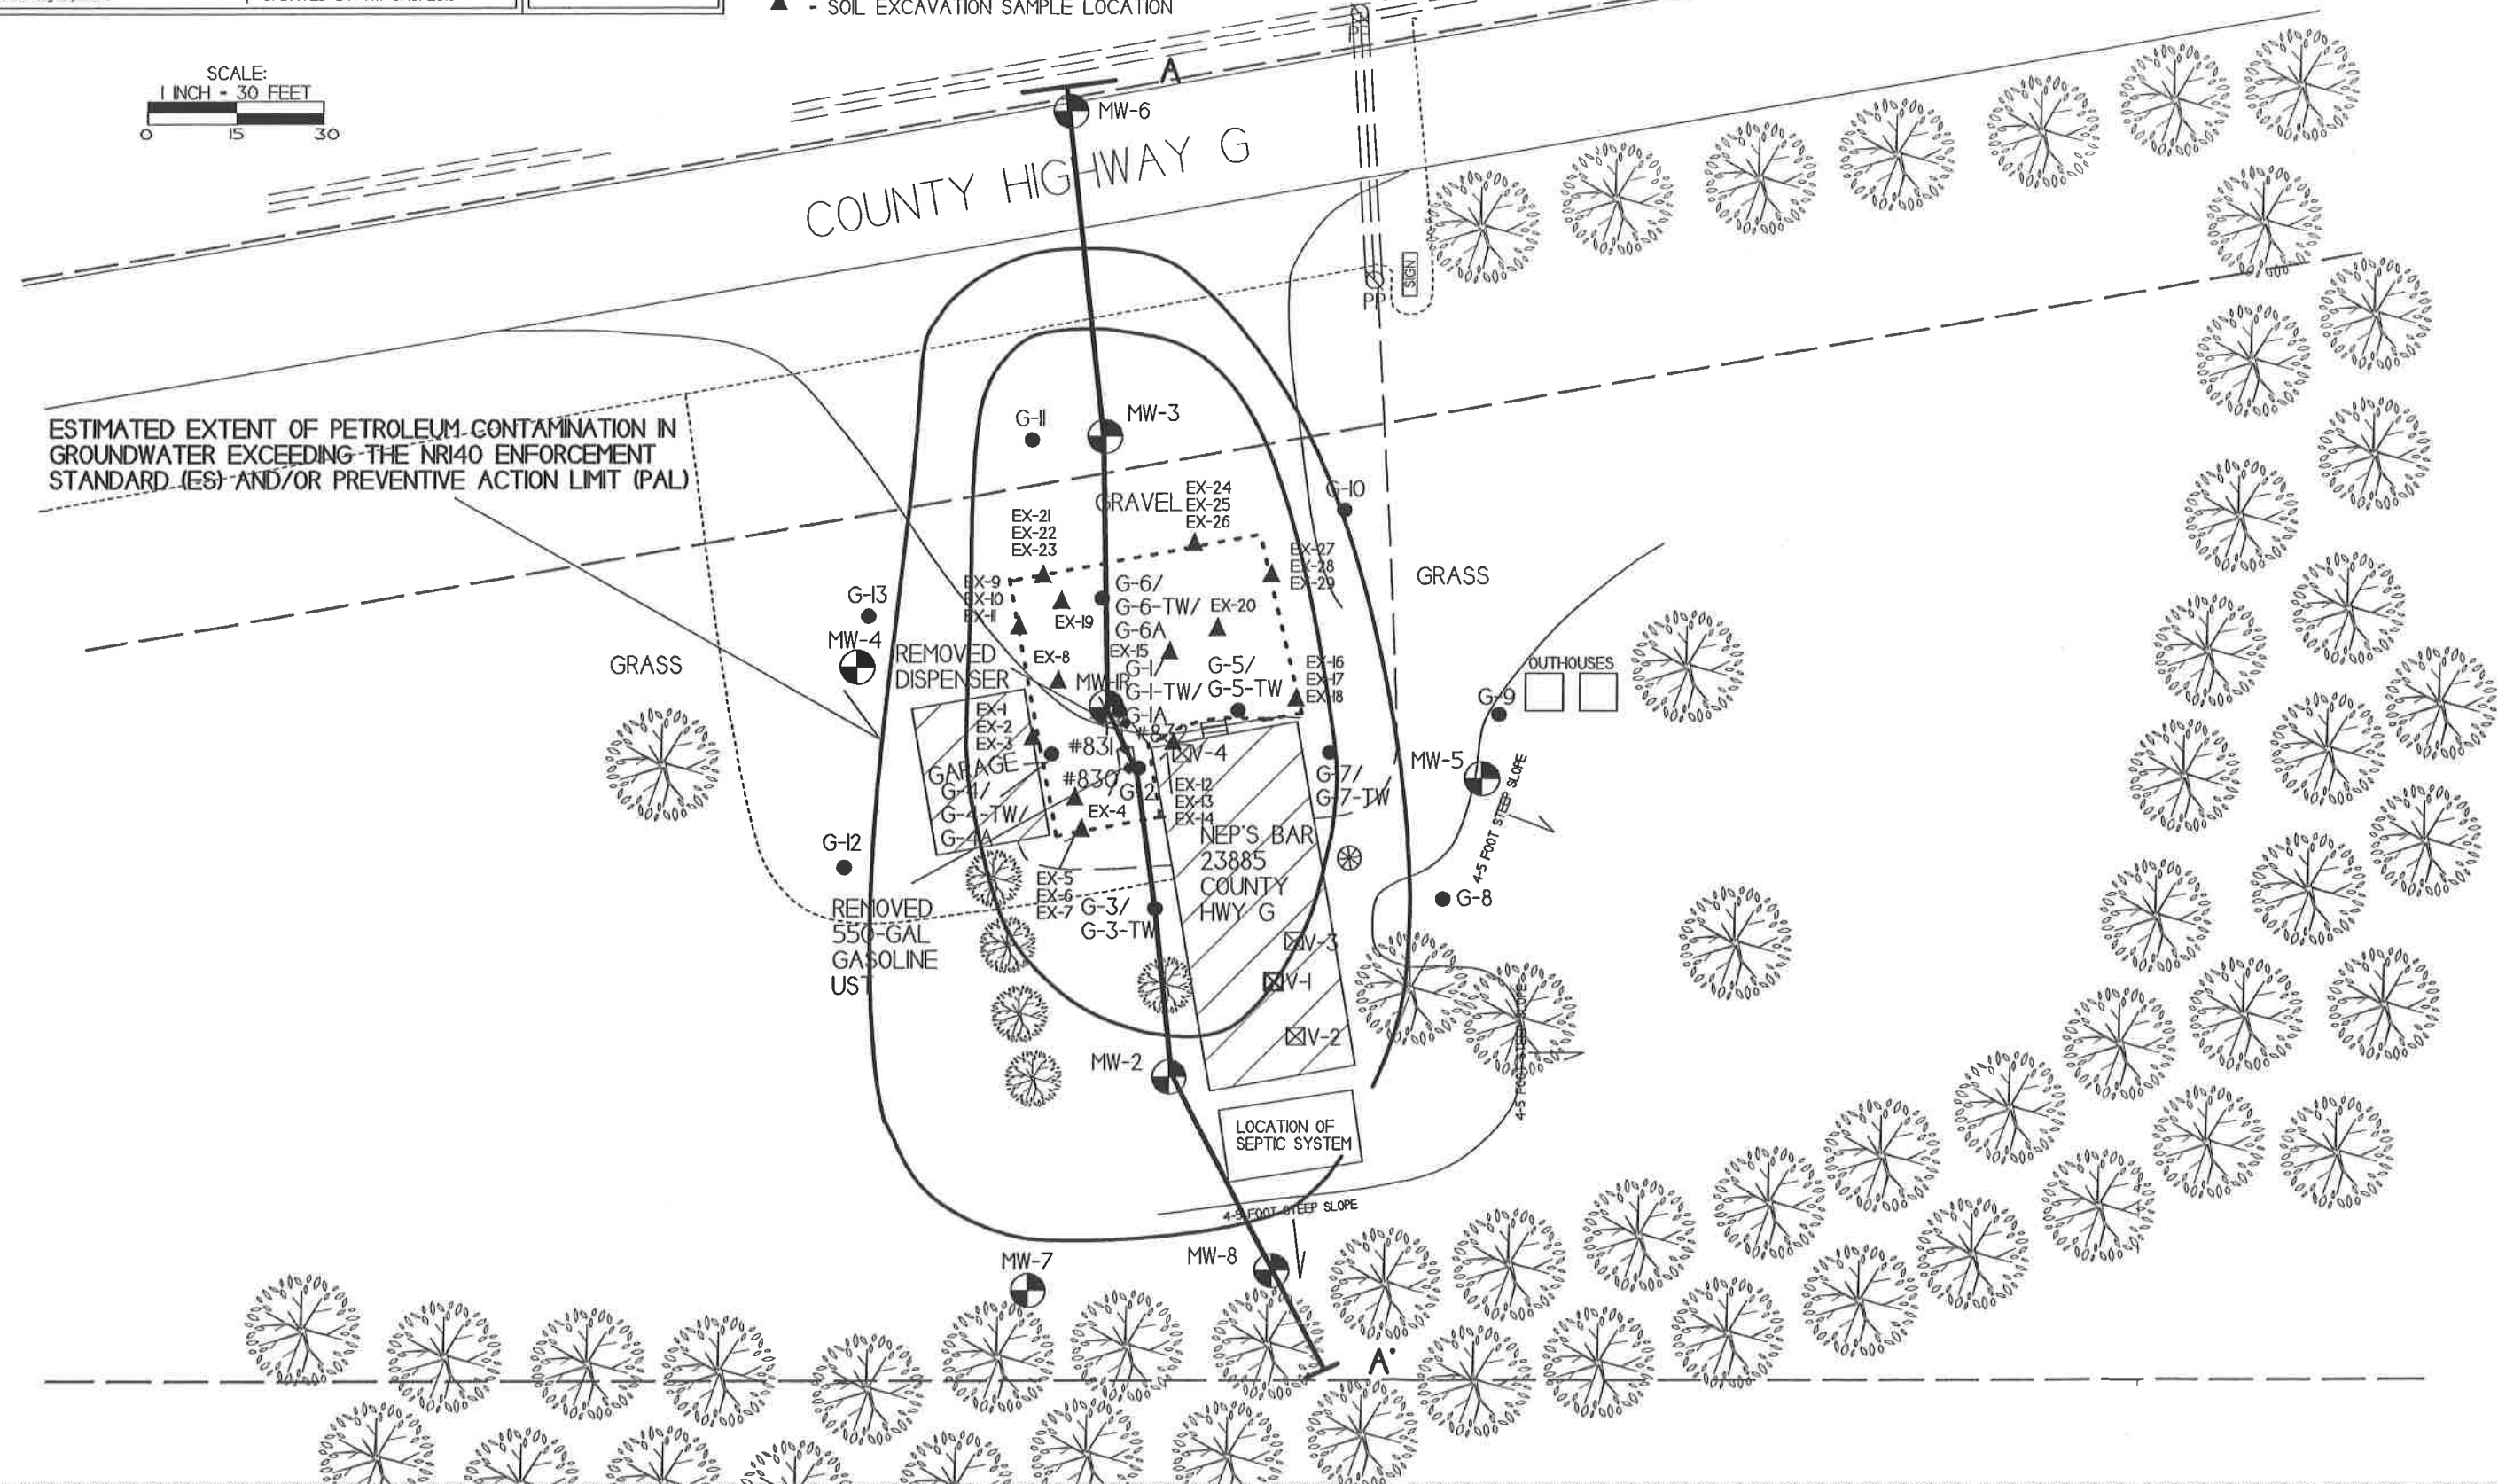 - SOIL EXCAVATION SAMPLE LOCATION
SCALE:
1 INCH - 30 FEET
0 15 30
PP
A
MW-6
COUNTY HIGHWAY G
SIGN
PP
ESTIMATED EXTENT OF PETROLEUM CONTAMINATION IN
GROUNDWATER EXCEEDING THE NR140 ENFORCEMENT
STANDARD (ES) AND/OR PREVENTIVE ACTION LIMIT (PAL)
G-11
MW-3
G-10
GRAVEL
EX-24
EX-25
EX-26
EX-21
EX-22
EX-23
EX-27
EX-28
EX-29
GRASS
EX-9
EX-10
EX-11
G-6/
G-6-TW/
G-6A
EX-20
EX-19
G-13
MW-4
GRASS
REMOVED
DISPENSER
EX-8
EX-15
MW-1R
G-1/
G-1-TW/
G-1A
G-5/
G-5-TW
EX-16
EX-17
EX-18
OUTHOUSES
G-9
EX-1
EX-2
EX-3
#831
#832
V-4
GARAGE
#830
G-4/
G-4-TW/
G-4A
G-2
EX-4
EX-12
EX-13
EX-14
G-7/
G-7-TW
MW-5
4-5 FOOT STEEP SLOPE
NEP'S BAR
23885
COUNTY
HWY G
G-12
G-8
EX-5
EX-6
EX-7
G-3/
G-3-TW
REMOVED
550-GAL
GASOLINE
UST
V-3
V-1
V-2
4-5 FOOT STEEP SLOPE
MW-2
LOCATION OF
SEPTIC SYSTEM
4-5 FOOT STEEP SLOPE
MW-7
MW-8
A'